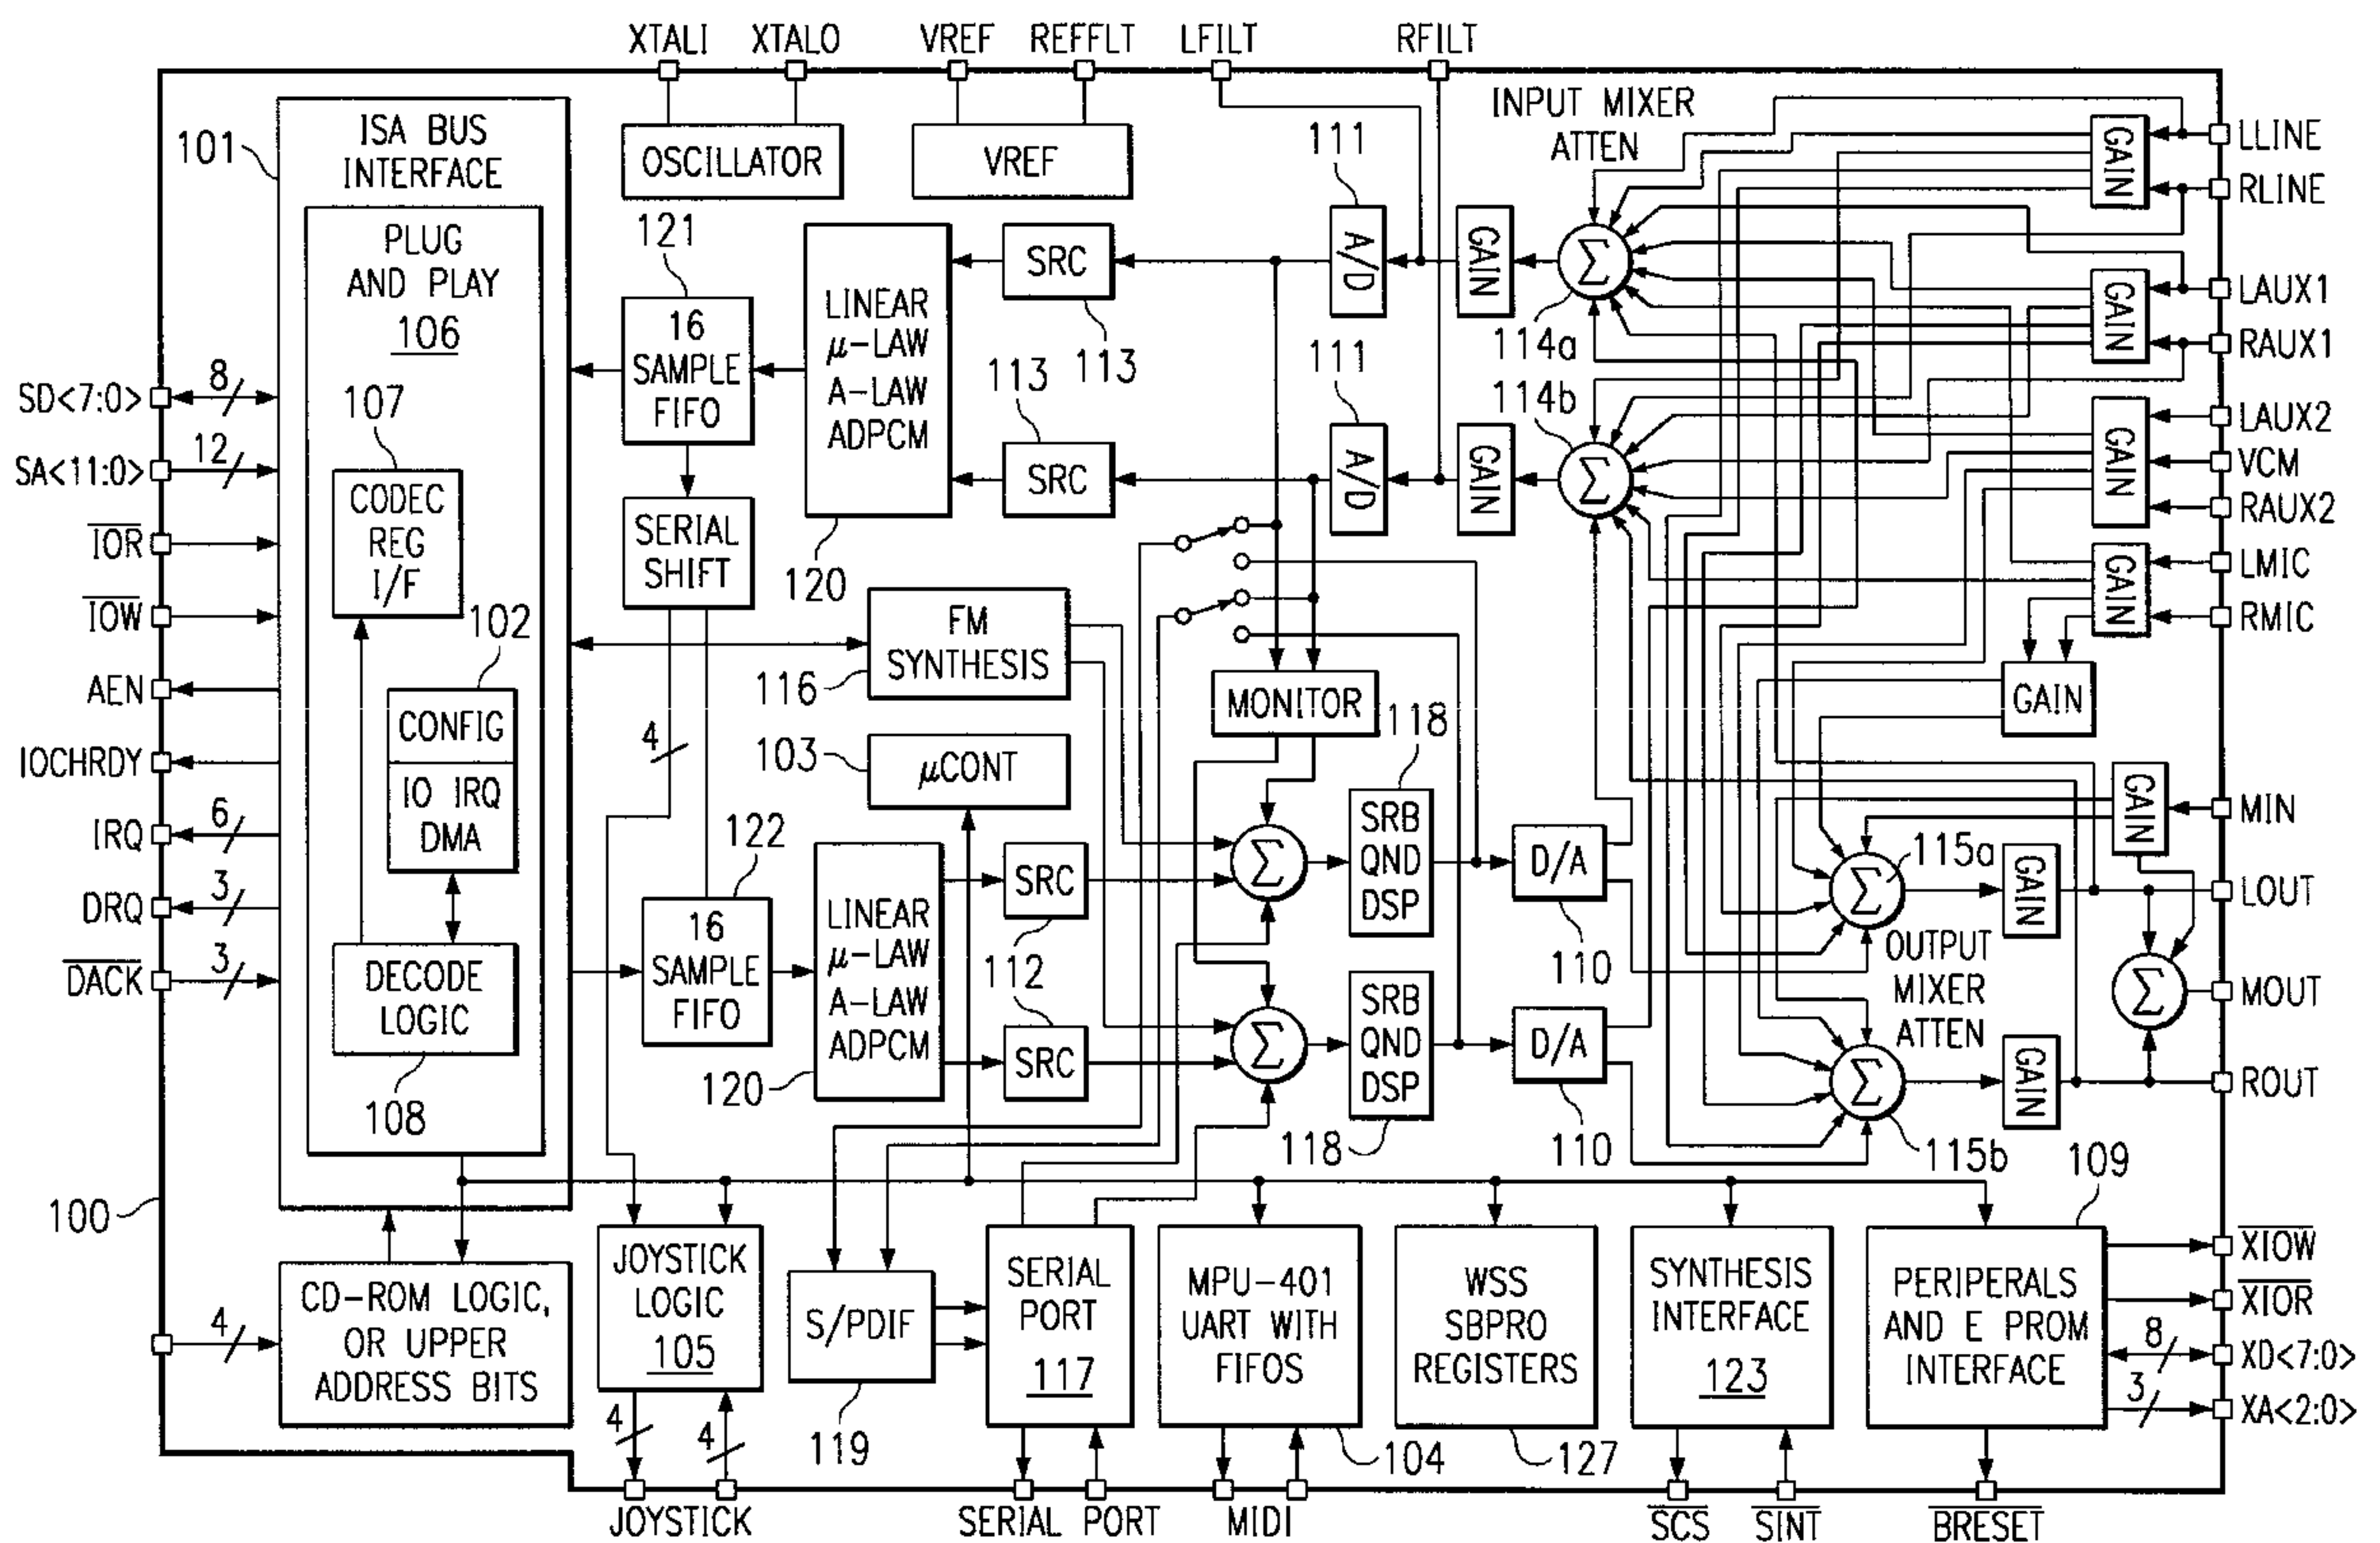 XTALI XTALO VREF REFFLT LFILT RFILT
ISA BUS
INTERFACE
101
PLUG
AND PLAY
106
107
CODEC
REG
I/F
102
CONFIG
IO IRQ
DMA
DECODE
LOGIC
108
100
SD<7:0>
8
SA<11:0>
12
IOR
IOW
AEN
IOCHRDY
IRQ
6
DRQ
3
DACK
3
4
CD-ROM LOGIC,
OR UPPER
ADDRESS BITS
OSCILLATOR
VREF
121
16
SAMPLE
FIFO
SERIAL
SHIFT
4
LINEAR
μ-LAW
A-LAW
ADPCM
120
SRC
113
113
SRC
111
A/D
111
A/D
GAIN
GAIN
INPUT MIXER
ATTEN
Σ
114a
114b
Σ
FM
SYNTHESIS
116
103
μCONT
MONITOR
122
16
SAMPLE
FIFO
LINEAR
μ-LAW
A-LAW
ADPCM
120
SRC
112
SRC
Σ
Σ
118
SRB
QND
DSP
SRB
QND
DSP
118
D/A
110
D/A
110
GAIN
GAIN
GAIN
GAIN
GAIN
GAIN
Σ
115a
GAIN
OUTPUT
MIXER
ATTEN
Σ
115b
GAIN
Σ
LLINE
RLINE
LAUX1
RAUX1
LAUX2
VCM
RAUX2
LMIC
RMIC
MIN
LOUT
MOUT
ROUT
109
XIOW
XIOR
8
XD<7:0>
3
XA<2:0>
JOYSTICK
LOGIC
105
4
4
S/PDIF
119
SERIAL
PORT
117
MPU-401
UART WITH
FIFOS
104
WSS
SBPRO
REGISTERS
127
SYNTHESIS
INTERFACE
123
PERIPERALS
AND E PROM
INTERFACE
JOYSTICK SERIAL PORT MIDI SCS SINT BRESET